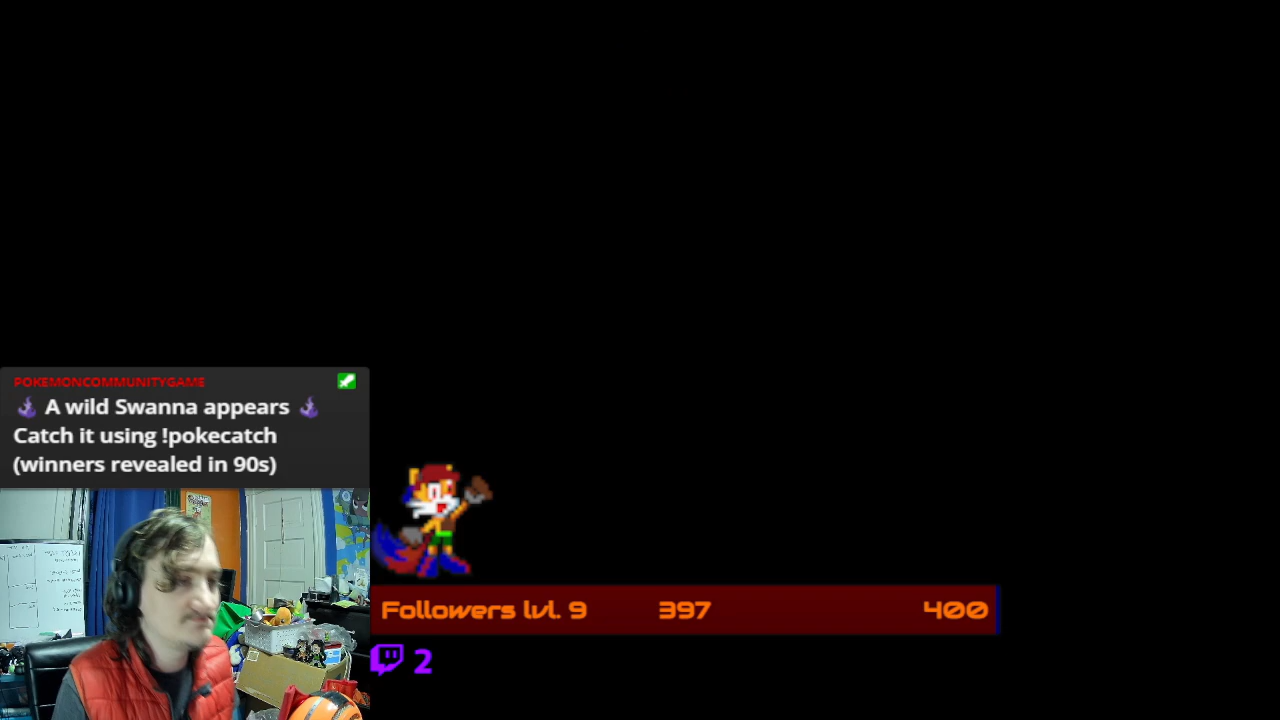 POKEMONCOMMUNITYGAME
A wild Swanna appears
Catch it using !pokecatch
(winners revealed in 90s)
Followers lvl. 9 397 400
2